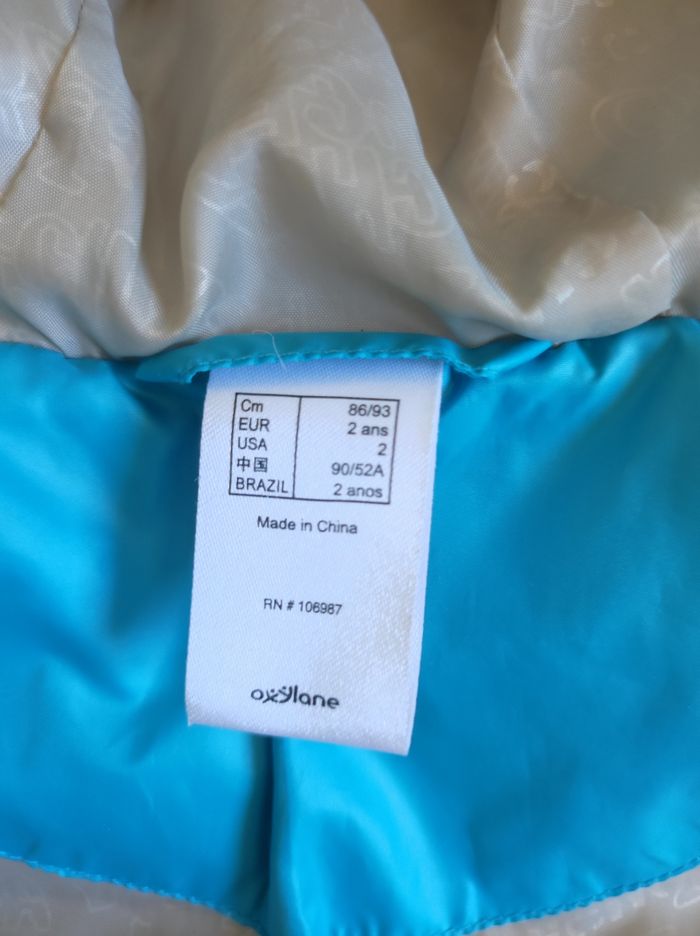 Cm 86/93
EUR 2 ans
USA 2
中国 90/52A
BRAZIL 2 anos
Made in China
RN # 106987
oxylane